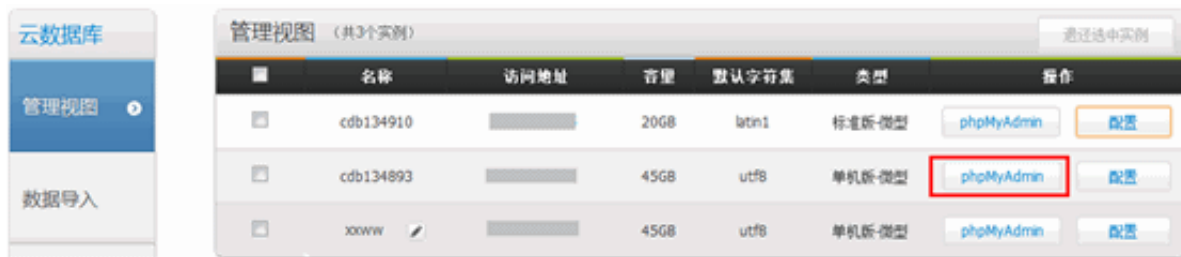 云数据库
管理视图 （共3个实例） 退还选中实例
名称 访问地址 容量 默认字符集 类型 操作
管理视图
cdb134910 20GB latin1 标准版-微型 phpMyAdmin 配置
cdb134893 45GB utf8 单机版-微型 phpMyAdmin 配置
数据导入
xxww 45GB utf8 单机版-微型 phpMyAdmin 配置